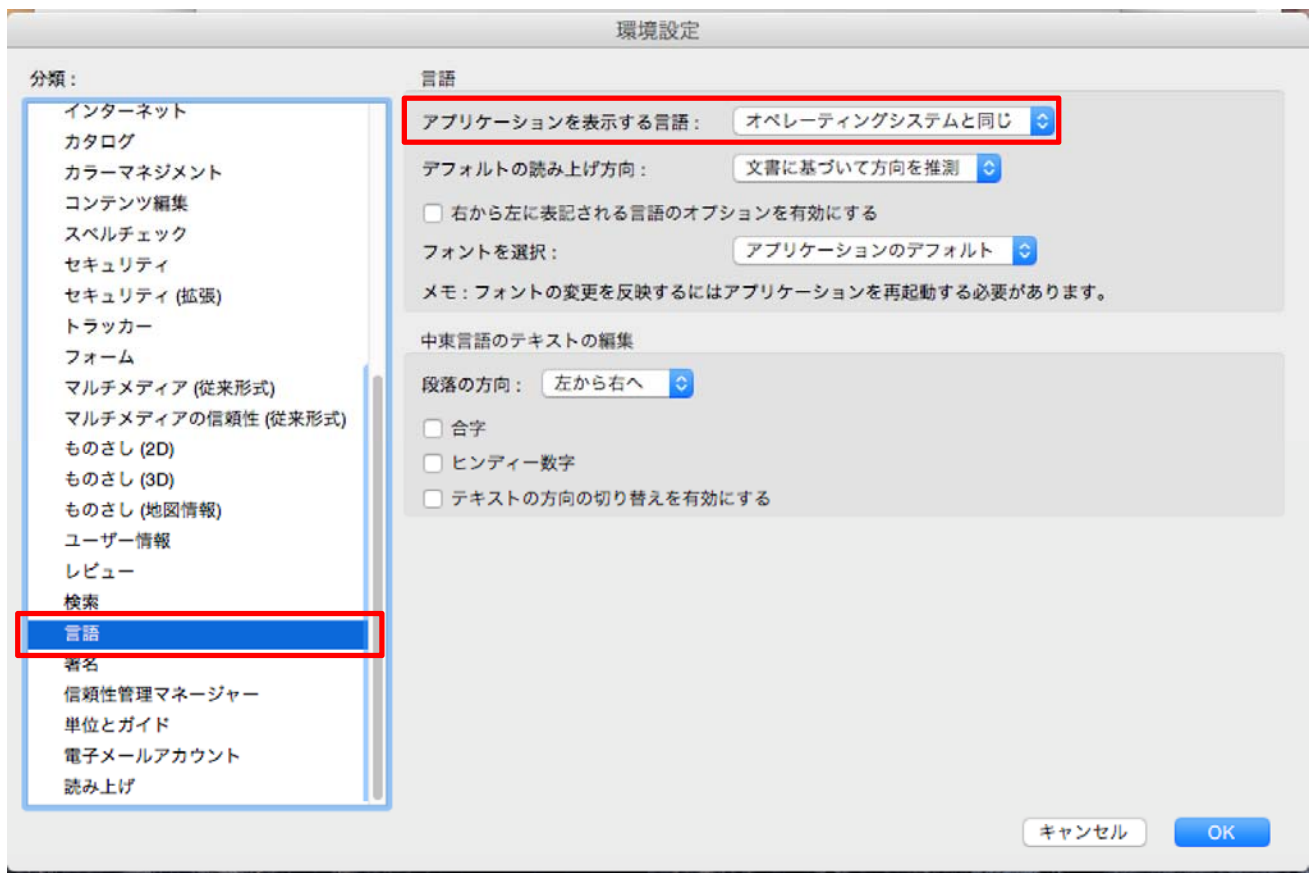 環境設定
分類：
インターネット
カタログ
カラーマネジメント
コンテンツ編集
スペルチェック
セキュリティ
セキュリティ (拡張)
トラッカー
フォーム
マルチメディア (従来形式)
マルチメディアの信頼性 (従来形式)
ものさし (2D)
ものさし (3D)
ものさし (地図情報)
ユーザー情報
レビュー
検索
言語
署名
信頼性管理マネージャー
単位とガイド
電子メールアカウント
読み上げ
言語
アプリケーションを表示する言語： オペレーティングシステムと同じ
デフォルトの読み上げ方向： 文書に基づいて方向を推測
右から左に表記される言語のオプションを有効にする
フォントを選択： アプリケーションのデフォルト
メモ：フォントの変更を反映するにはアプリケーションを再起動する必要があります。
中東言語のテキストの編集
段落の方向： 左から右へ
合字
ヒンディー数字
テキストの方向の切り替えを有効にする
キャンセル OK